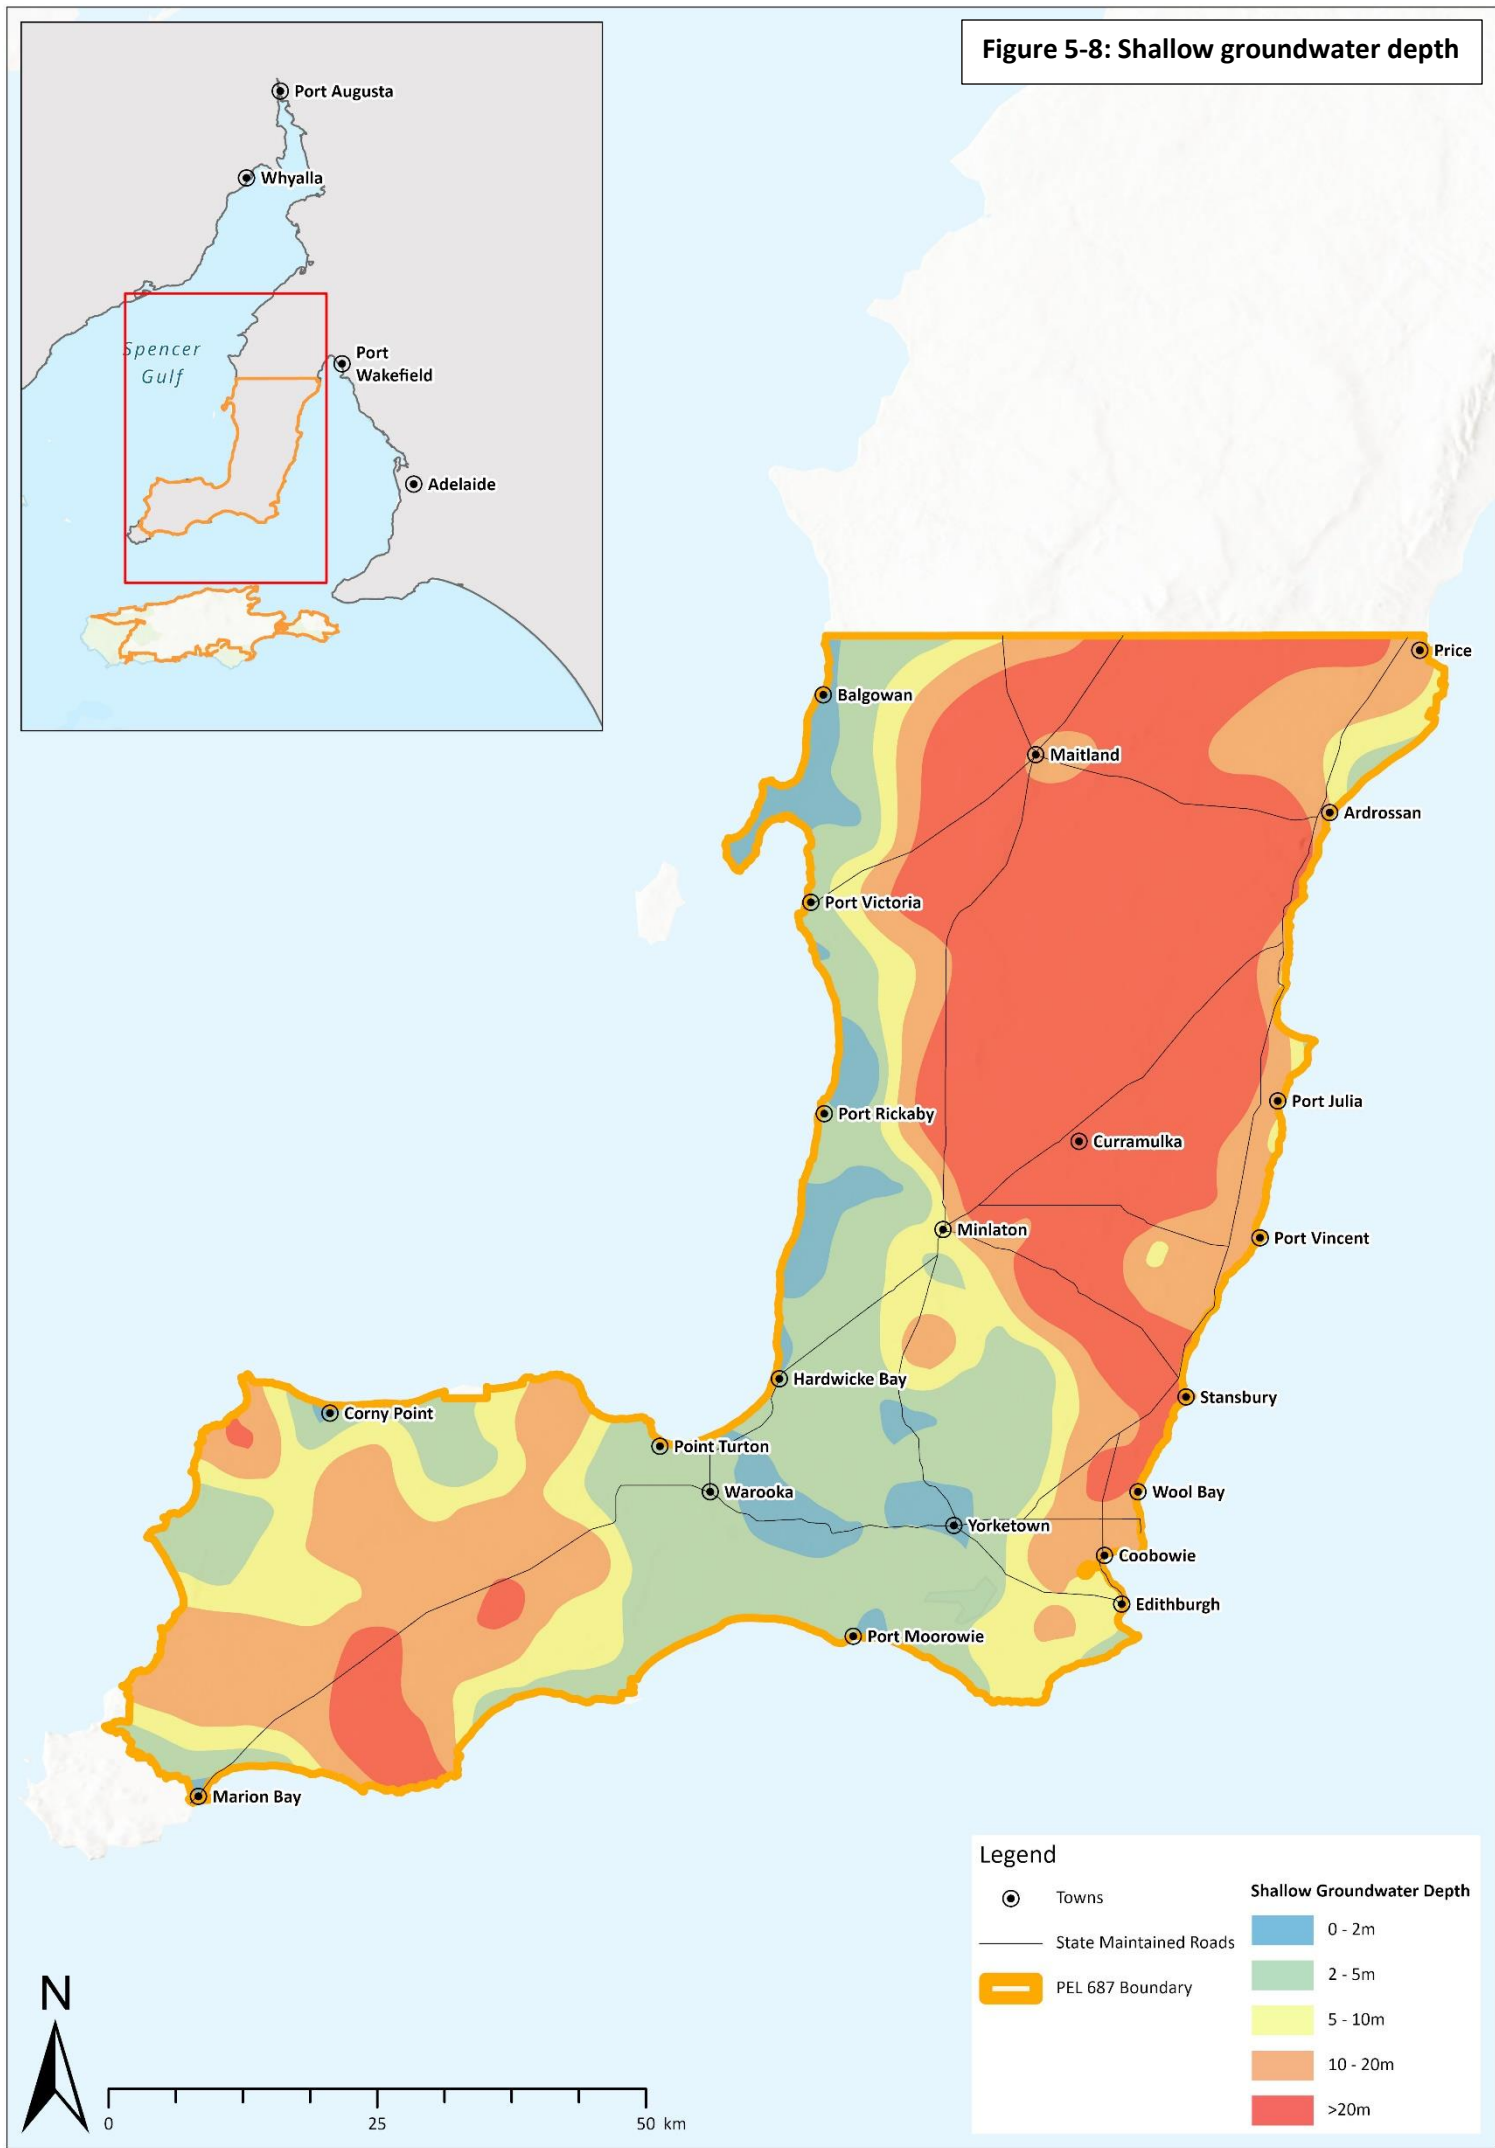 Figure 5-8: Shallow groundwater depth
Port Augusta
Whyalla
Spencer
Gulf
Port
Wakefield
Adelaide
Price
Balgowan
Maitland
Ardrossan
Port Victoria
Port Julia
Port Rickaby
Curramulka
Minlaton
Port Vincent
Hardwicke Bay
Stansbury
Corny Point
Point Turton
Warooka
Wool Bay
Yorketown
Coobowie
Edithburgh
Port Moorowie
Marion Bay
Legend
Towns
State Maintained Roads
PEL 687 Boundary
Shallow Groundwater Depth
0 - 2m
2 - 5m
5 - 10m
10 - 20m
>20m
N
0 25 50 km